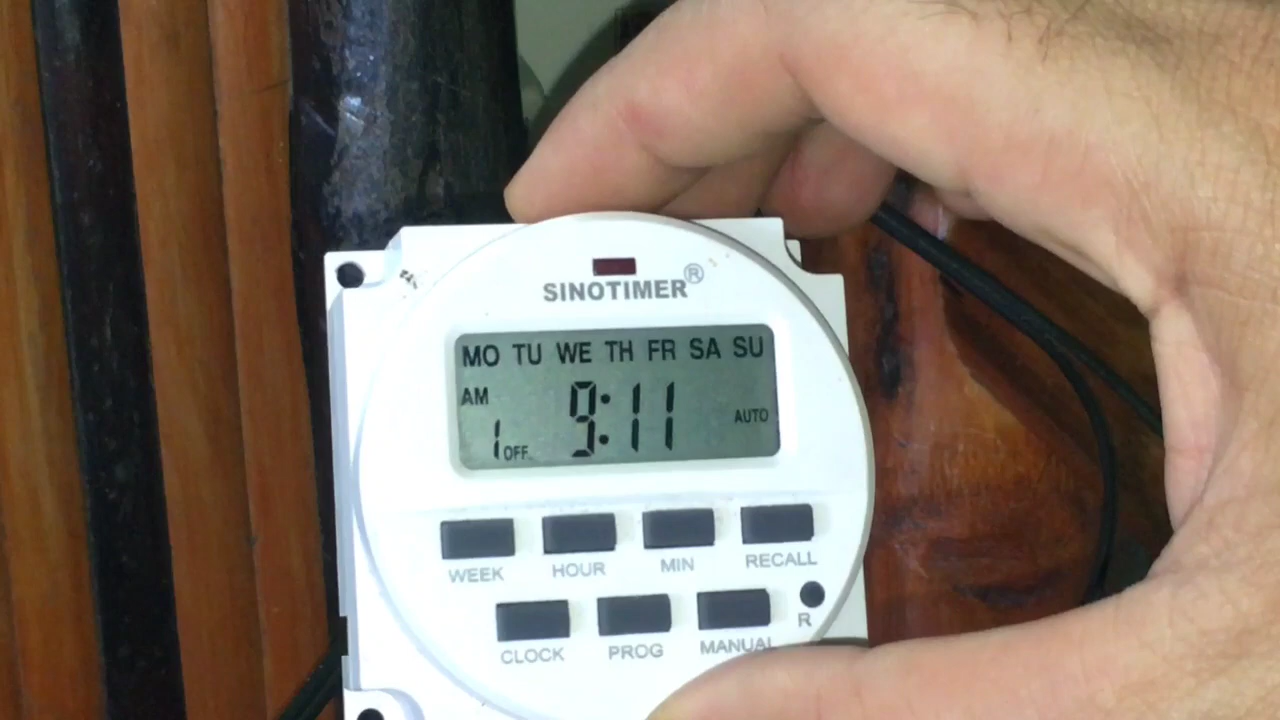 SINOTIMER®
MO TU WE TH FR SA SU
AM 9:11 AUTO
1 OFF
WEEK HOUR MIN RECALL
R
CLOCK PROG MANUAL